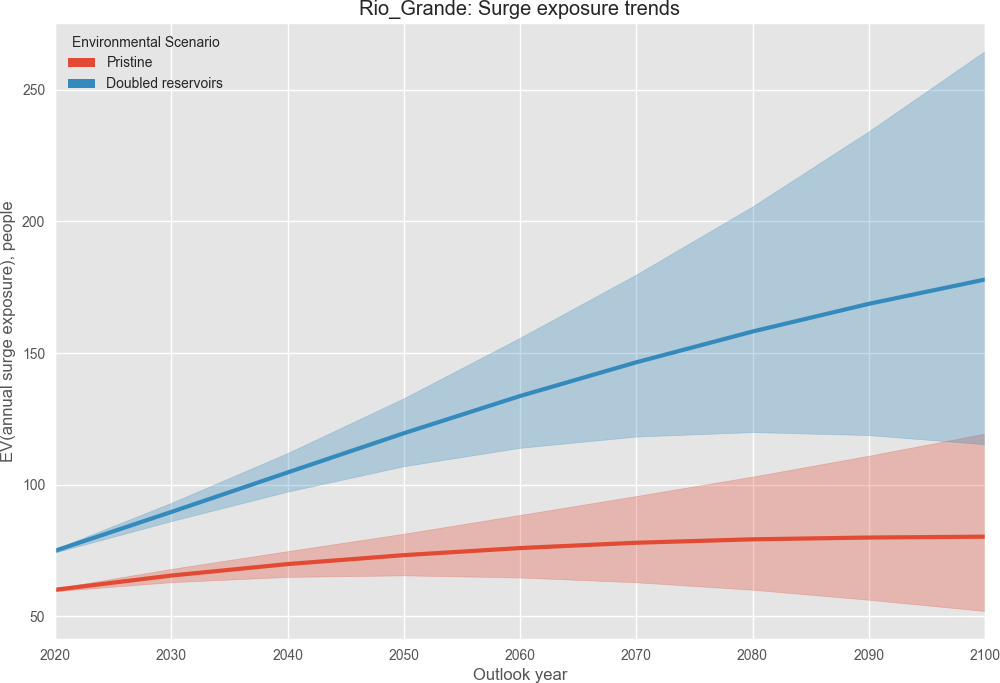 Rio_Grande: Surge exposure trends
Environmental Scenario
Pristine
Doubled reservoirs
EV(annual surge exposure), people
250
200
150
100
50
2020 2030 2040 2050 2060 2070 2080 2090 2100
Outlook year